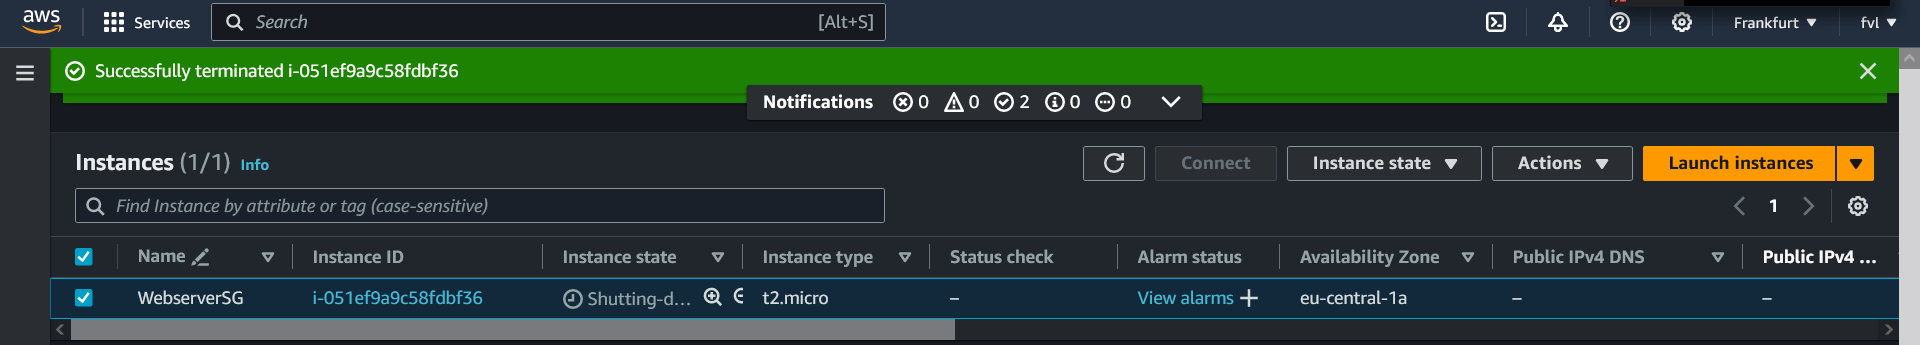 aws Services Search [Alt+S] Frankfurt fvl
Successfully terminated i-051ef9a9c58fdbf36
Notifications 0 0 2 0 0
Instances (1/1) Info Connect Instance state Actions Launch instances
Find Instance by attribute or tag (case-sensitive) 1
Name Instance ID Instance state Instance type Status check Alarm status Availability Zone Public IPv4 DNS Public IPv4 ...
WebserverSG i-051ef9a9c58fdbf36 Shutting-d... t2.micro – View alarms + eu-central-1a – –